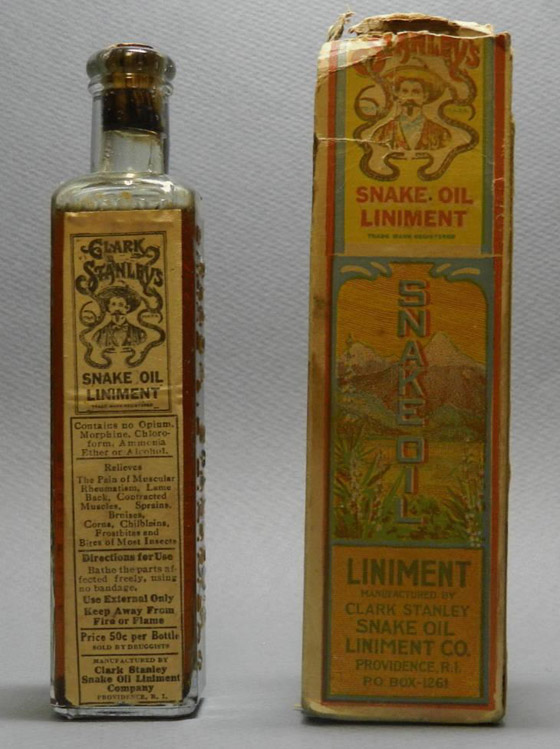 CLARK
STANLEY'S
SNAKE OIL
LINIMENT
TRADE MARK REGISTERED
Contains no Opium,
Morphine, Chloro-
form, Ammonia
Ether or Alcohol.
Relieves
The Pain of Muscular
Rheumatism, Lame
Back, Contracted
Muscles, Sprains,
Bruises,
Corns, Chilblains,
Frostbites and
Bites of Most Insects
Directions for Use
Bathe the parts af-
fected freely, using
no bandage.
Use External Only
Keep Away From
Fire or Flame
Price 50c per Bottle
SOLD BY DRUGGISTS
MANUFACTURED BY
Clark Stanley
Snake Oil Liniment
Company
PROVIDENCE, R. I.
STANLEY'S
SNAKE OIL
LINIMENT
TRADE MARK REGISTERED
SNAKE OIL
LINIMENT
MANUFACTURED BY
CLARK STANLEY
SNAKE OIL
LINIMENT CO.
PROVIDENCE, R.I.
P.O. BOX-1261